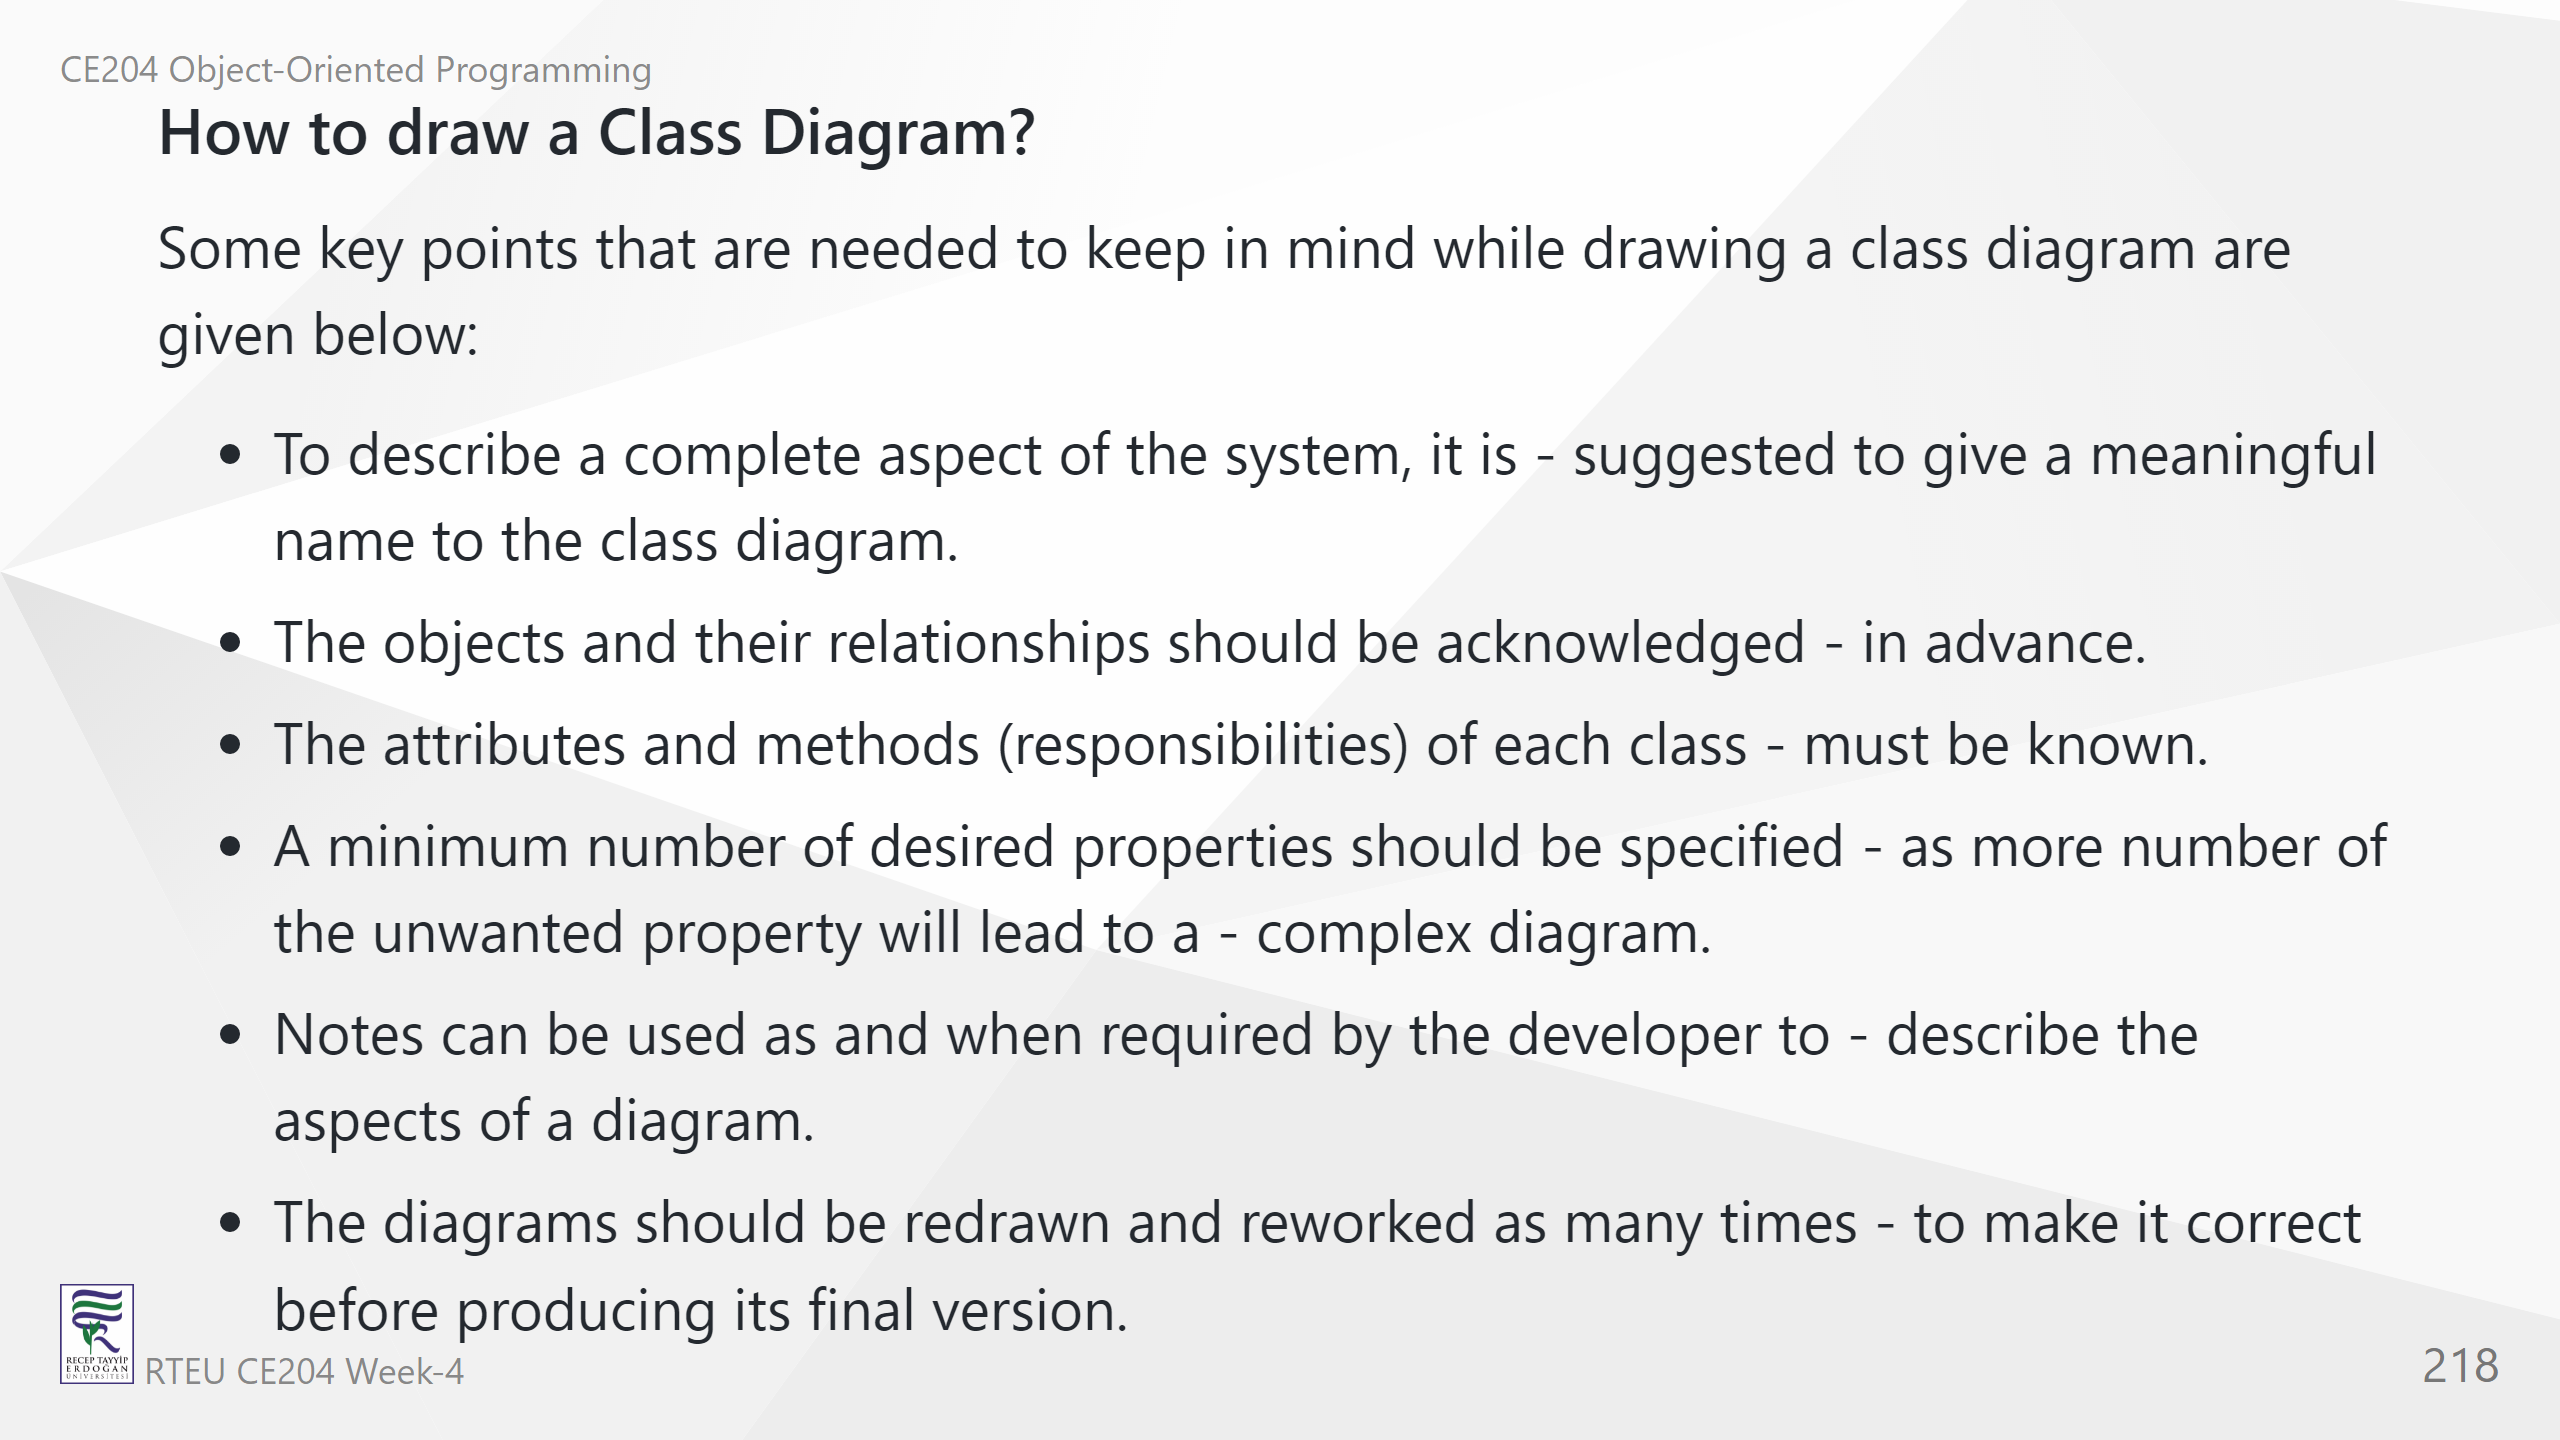 CE204 Object-Oriented Programming
How to draw a Class Diagram?
Some key points that are needed to keep in mind while drawing a class diagram are
given below:
• To describe a complete aspect of the system, it is - suggested to give a meaningful
name to the class diagram.
• The objects and their relationships should be acknowledged - in advance.
• The attributes and methods (responsibilities) of each class - must be known.
• A minimum number of desired properties should be specified - as more number of
the unwanted property will lead to a - complex diagram.
• Notes can be used as and when required by the developer to - describe the
aspects of a diagram.
• The diagrams should be redrawn and reworked as many times - to make it correct
before producing its final version.
RECEP TAYYİP
ERDOĞAN
ÜNİVERSİTESİ
RTEU CE204 Week-4
218